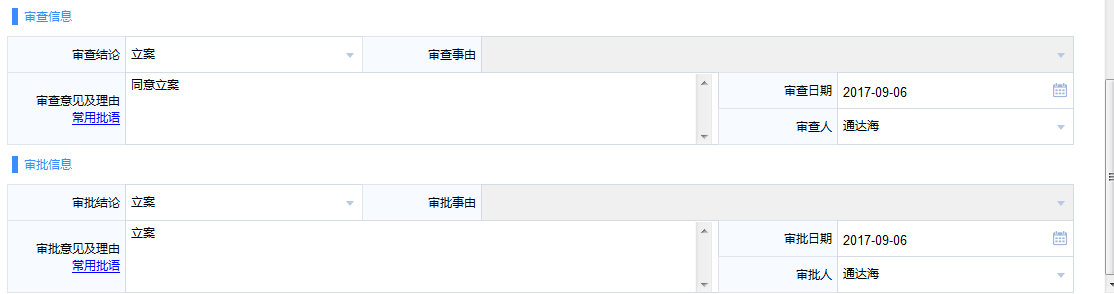 审查信息
审查结论 立案 审查事由
审查意见及理由 同意立案 审查日期 2017-09-06
常用批语 审查人 通达海
审批信息
审批结论 立案 审批事由
审批意见及理由 立案 审批日期 2017-09-06
常用批语 审批人 通达海